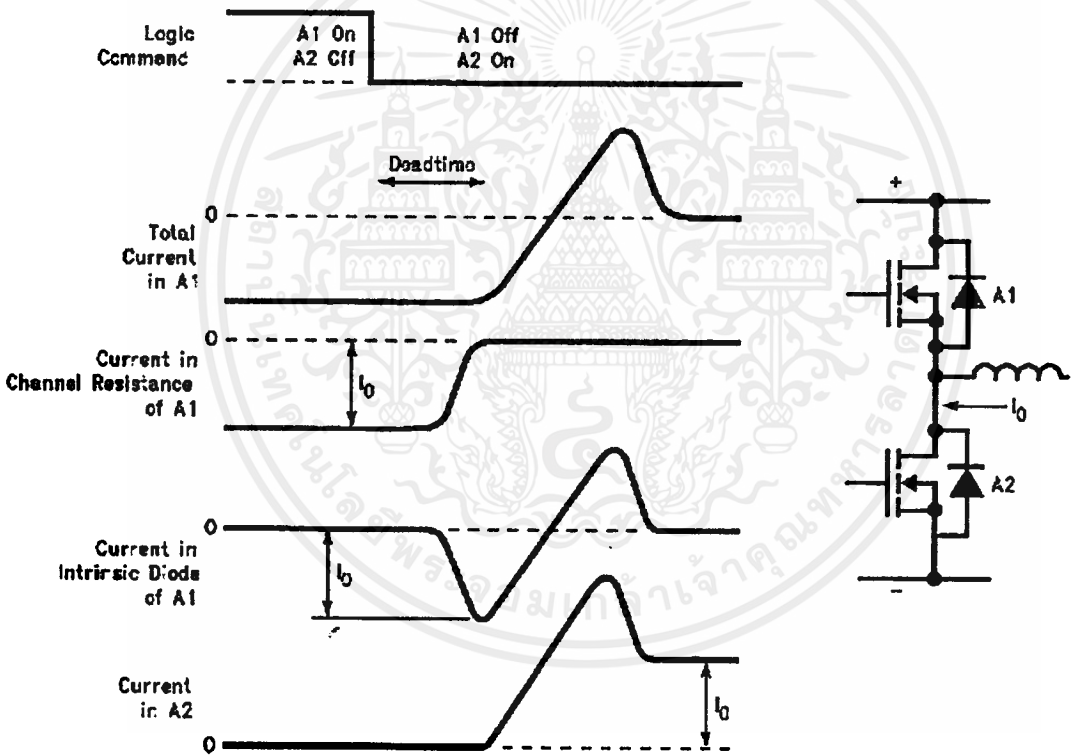 Logic
Command
A1 On
A2 Off
A1 Off
A2 On
Deadtime
0
Total
Current
in A1
0
Current in
Channel Resistance
of A1
I0
0
Current in
Intrinsic Diode
of A1
I0
Current
in A2
0
I0
+
A1
I0
A2
-